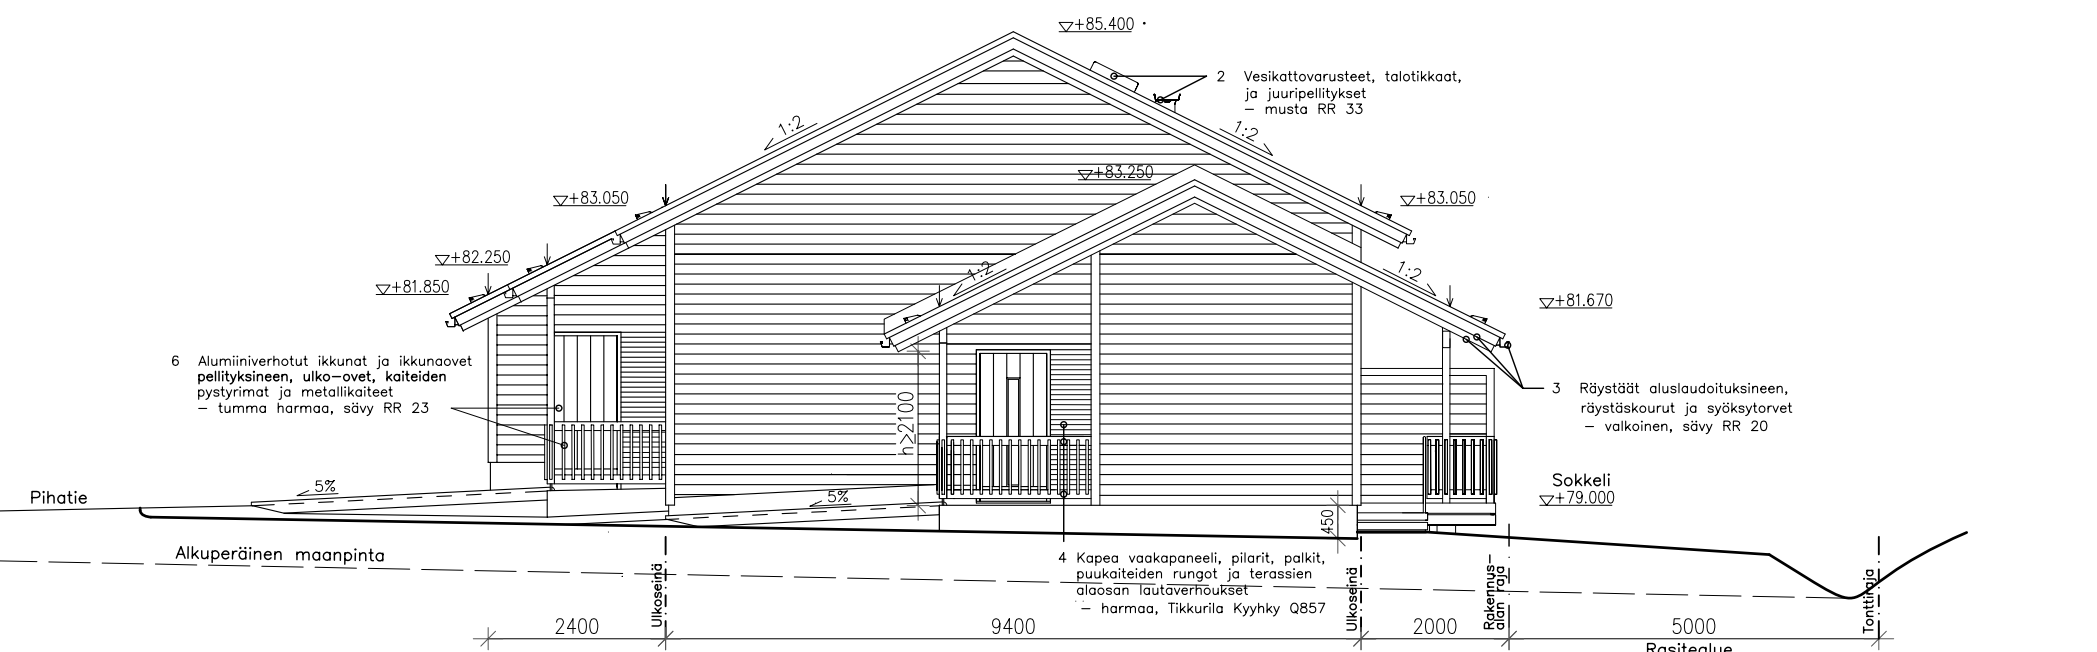 +85.400
2 Vesikattovarusteet, talotikkaat,
ja juuripellitykset
– musta RR 33
1:2
1:2
+83.250
+83.050
+83.050
+82.250
+81.850
1:2
1:2
+81.670
6 Alumiiniverhotut ikkunat ja ikkunaovet
pellityksineen, ulko–ovet, kaiteiden
pystyrimat ja metallikaiteet
– tumma harmaa, sävy RR 23
h≥2100
3 Räystäät aluslaudoituksineen,
räystäskourut ja syöksytorvet
– valkoinen, sävy RR 20
Sokkeli
+79.000
Pihatie
5%
5%
450
Alkuperäinen maanpinta
4 Kapea vaakapaneeli, pilarit, palkit,
puukaiteiden rungot ja terassien
alaosan lautaverhoukset
– harmaa, Tikkurila Kyyhky Q857
Ulkoseinä
Ulkoseinä
Rakennus–
alan raja
Tonttiraja
2400
9400
2000
5000
Rasitealue